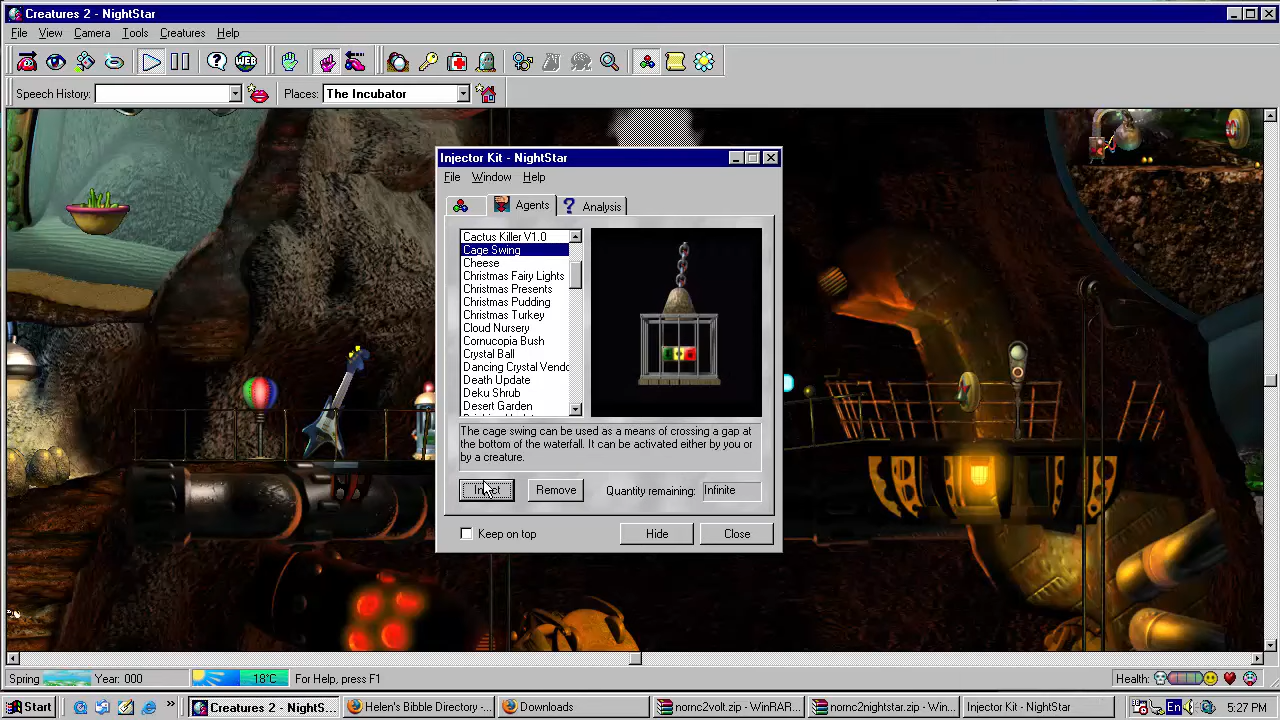 Creatures 2 - NightStar
File View Camera Tools Creatures Help
Speech History: Places: The Incubator
Injector Kit - NightStar
File Window Help
Agents Analysis
Cactus Killer V1.0
Cage Swing
Cheese
Christmas Fairy Lights
Christmas Presents
Christmas Pudding
Christmas Turkey
Cloud Nursery
Cornucopia Bush
Crystal Ball
Dancing Crystal Vendo
Death Update
Deku Shrub
Desert Garden
The cage swing can be used as a means of crossing a gap at
the bottom of the waterfall. It can be activated either by you or
by a creature.
Inject Remove Quantity remaining: Infinite
Keep on top Hide Close
Spring Year: 000 18°C For Help, press F1 Health:
Start » Creatures 2 - NightS... Helen's Bible Directory -... Downloads nornc2volt.zip - WinRAR... nornc2nightstar.zip - Win... Injector Kit - NightStar En 5:27 PM